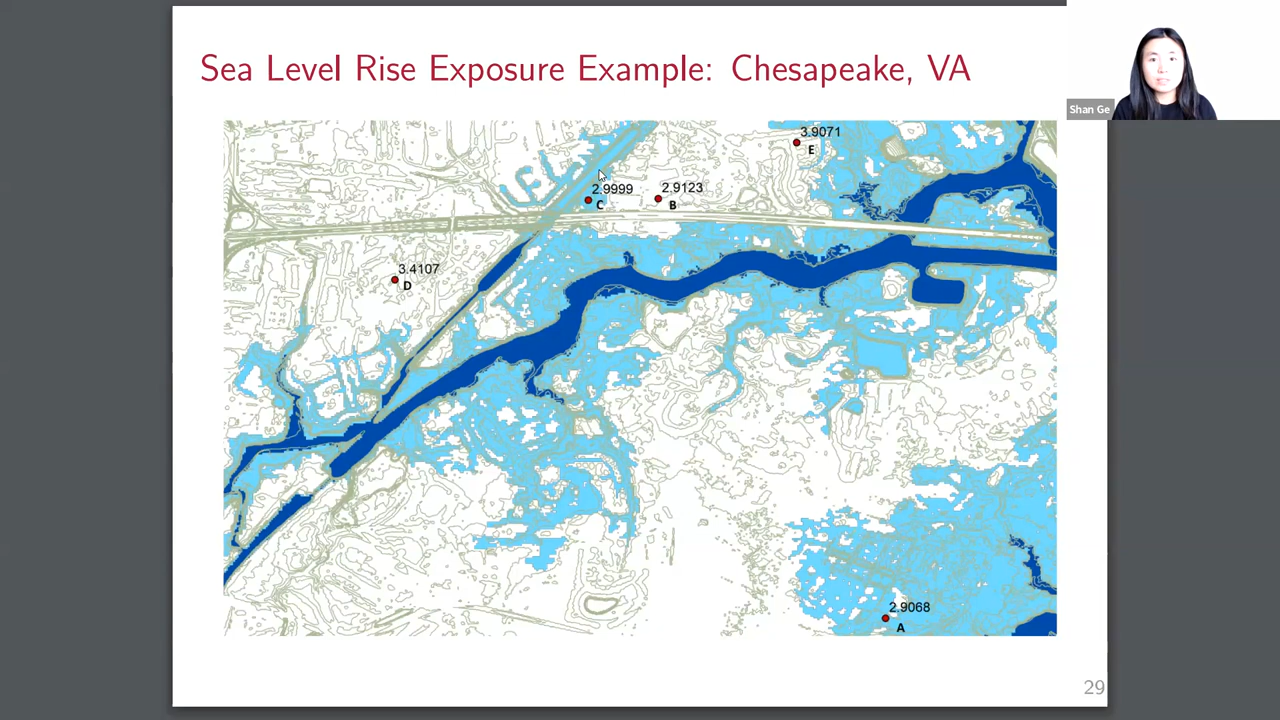 Sea Level Rise Exposure Example: Chesapeake, VA
Shan Ge
3.9071
E
2.9999
C
2.9123
B
3.4107
D
2.9068
A
29